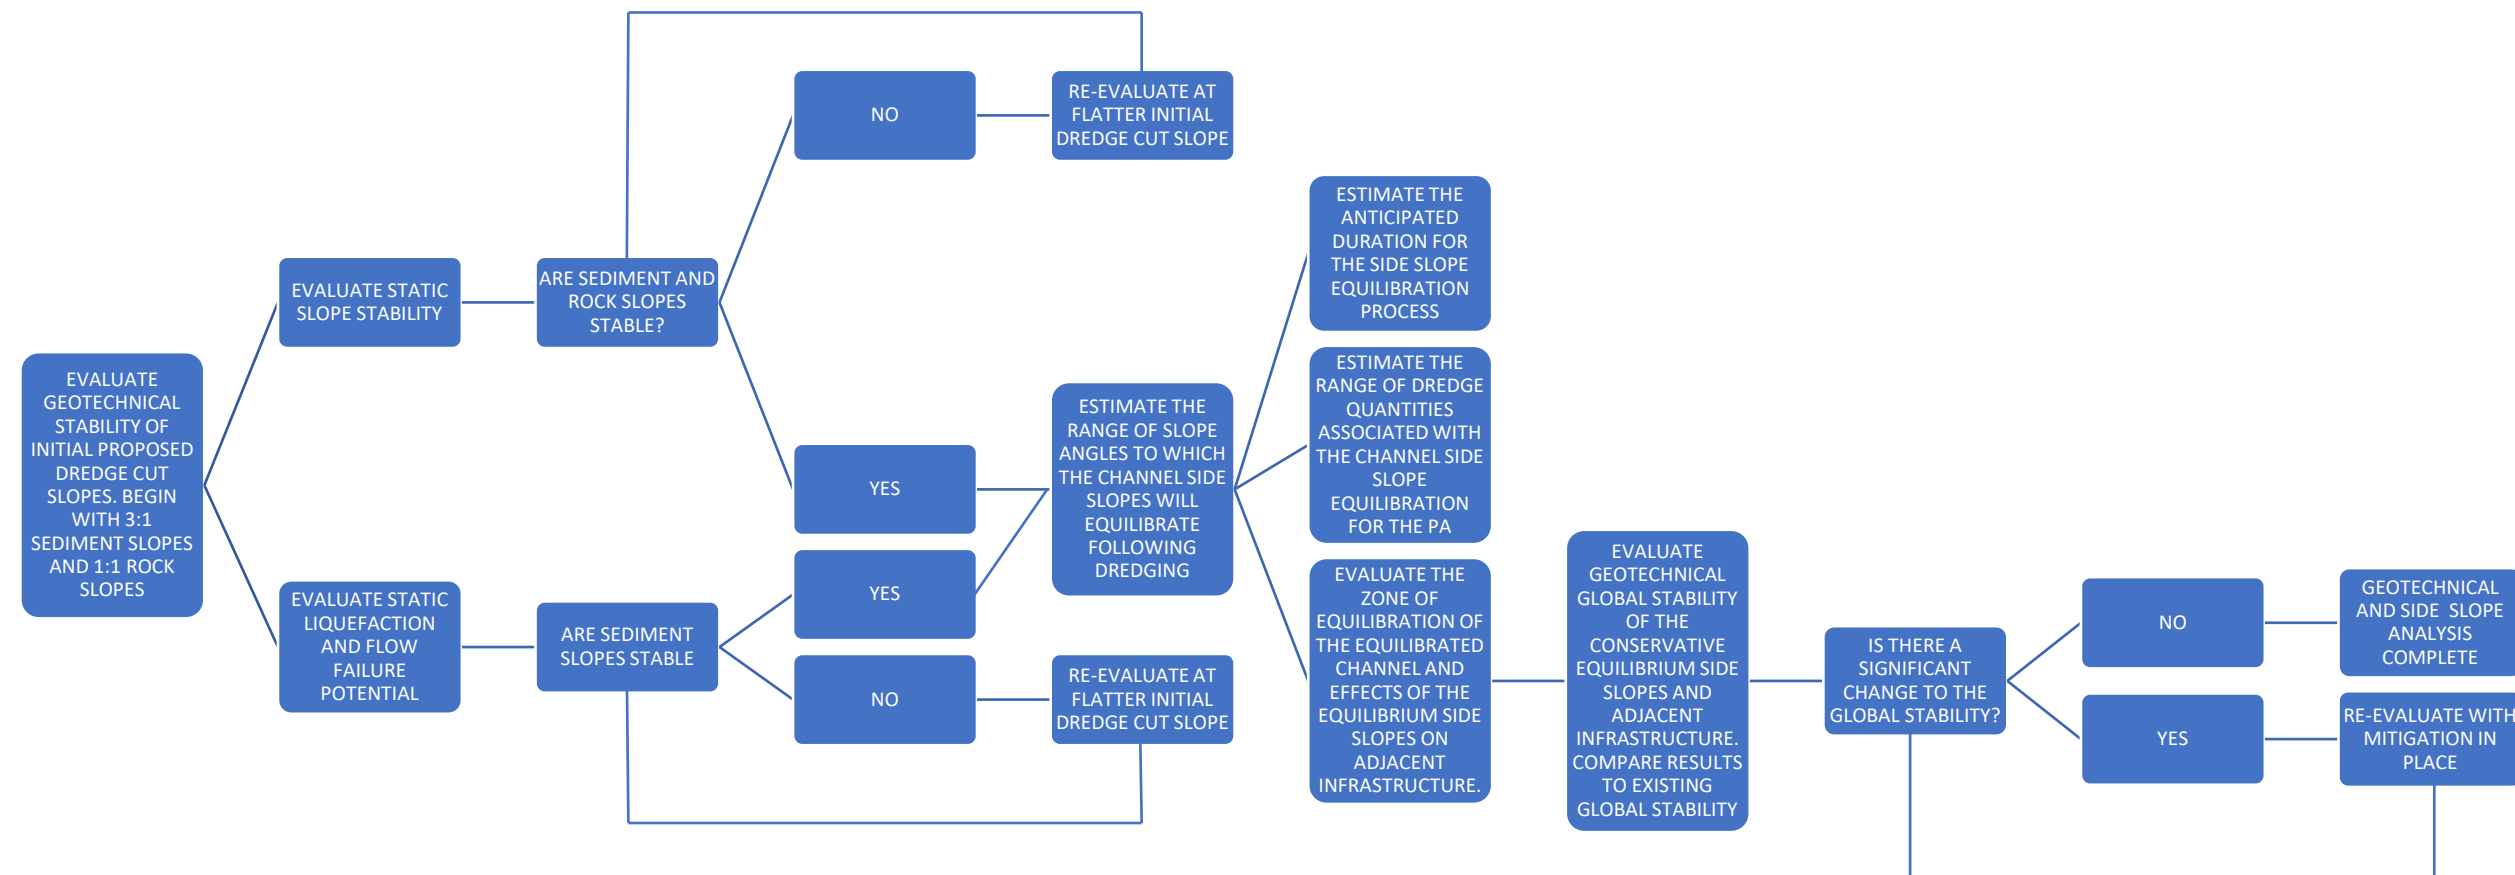 EVALUATE
GEOTECHNICAL
STABILITY OF
INITIAL PROPOSED
DREDGE CUT
SLOPES. BEGIN
WITH 3:1
SEDIMENT SLOPES
AND 1:1 ROCK
SLOPES
EVALUATE STATIC
SLOPE STABILITY
ARE SEDIMENT AND
ROCK SLOPES
STABLE?
NO
RE-EVALUATE AT
FLATTER INITIAL
DREDGE CUT SLOPE
YES
EVALUATE STATIC
LIQUEFACTION
AND FLOW
FAILURE
POTENTIAL
ARE SEDIMENT
SLOPES STABLE
YES
NO
RE-EVALUATE AT
FLATTER INITIAL
DREDGE CUT SLOPE
ESTIMATE THE
RANGE OF SLOPE
ANGLES TO WHICH
THE CHANNEL SIDE
SLOPES WILL
EQUILIBRATE
FOLLOWING
DREDGING
ESTIMATE THE
ANTICIPATED
DURATION FOR
THE SIDE SLOPE
EQUILIBRATION
PROCESS
ESTIMATE THE
RANGE OF DREDGE
QUANTITIES
ASSOCIATED WITH
THE CHANNEL SIDE
SLOPE
EQUILIBRATION
FOR THE PA
EVALUATE THE
ZONE OF
EQUILIBRATION OF
THE EQUILIBRATED
CHANNEL AND
EFFECTS OF THE
EQUILIBRIUM SIDE
SLOPES ON
ADJACENT
INFRASTRUCTURE.
EVALUATE
GEOTECHNICAL
GLOBAL STABILITY
OF THE
CONSERVATIVE
EQUILIBRIUM SIDE
SLOPES AND
ADJACENT
INFRASTRUCTURE.
COMPARE RESULTS
TO EXISTING
GLOBAL STABILITY
IS THERE A
SIGNIFICANT
CHANGE TO THE
GLOBAL STABILITY?
NO
GEOTECHNICAL
AND SIDE SLOPE
ANALYSIS
COMPLETE
YES
RE-EVALUATE WITH
MITIGATION IN
PLACE